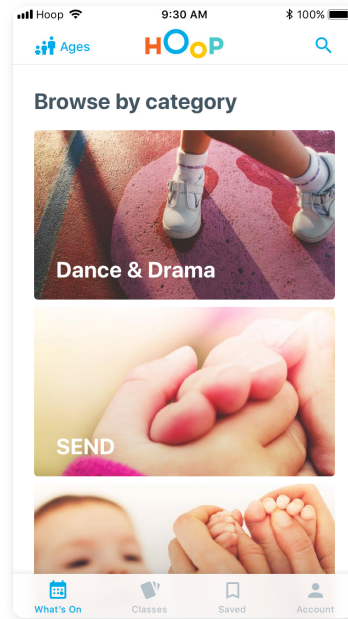 Hoop 9:30 AM 100%
Ages HOOP
Browse by category
Dance & Drama
SEND
What's On Classes Saved Account